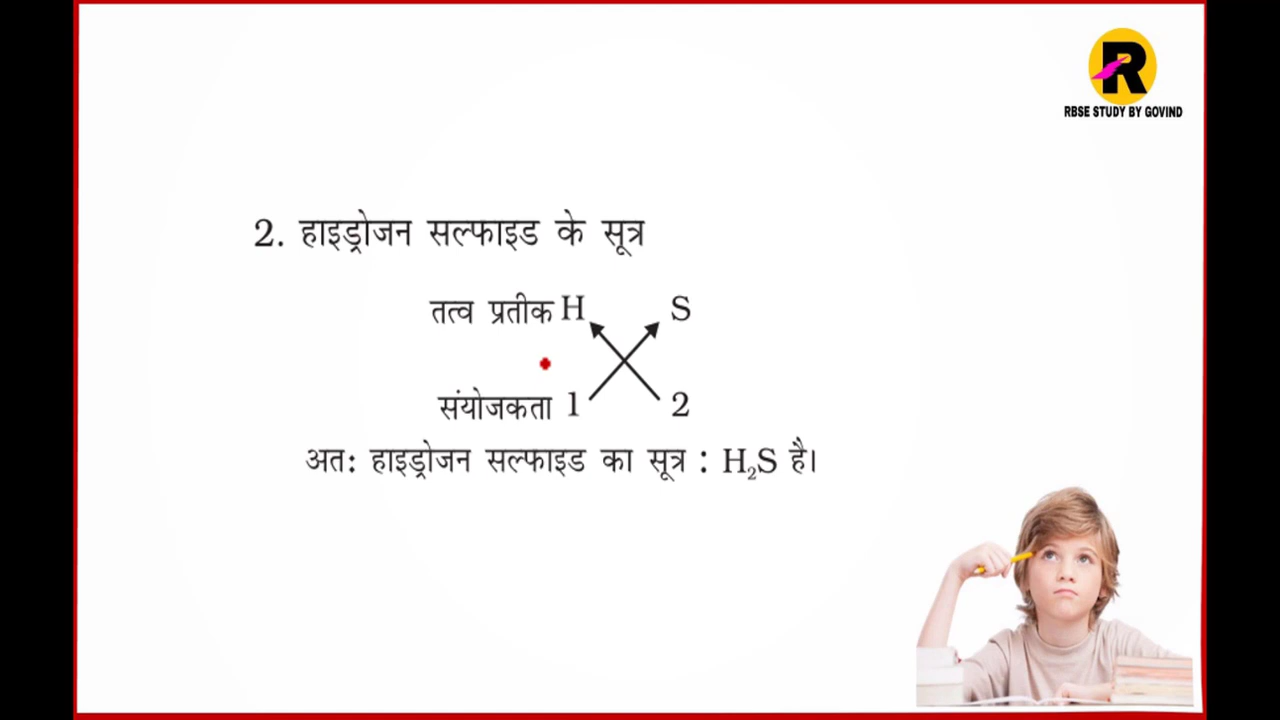 R
RBSE STUDY BY GOVIND
2. हाइड्रोजन सल्फाइड के सूत्र
तत्व प्रतीक H S
संयोजकता 1 2
अतः हाइड्रोजन सल्फाइड का सूत्र : H₂S है।